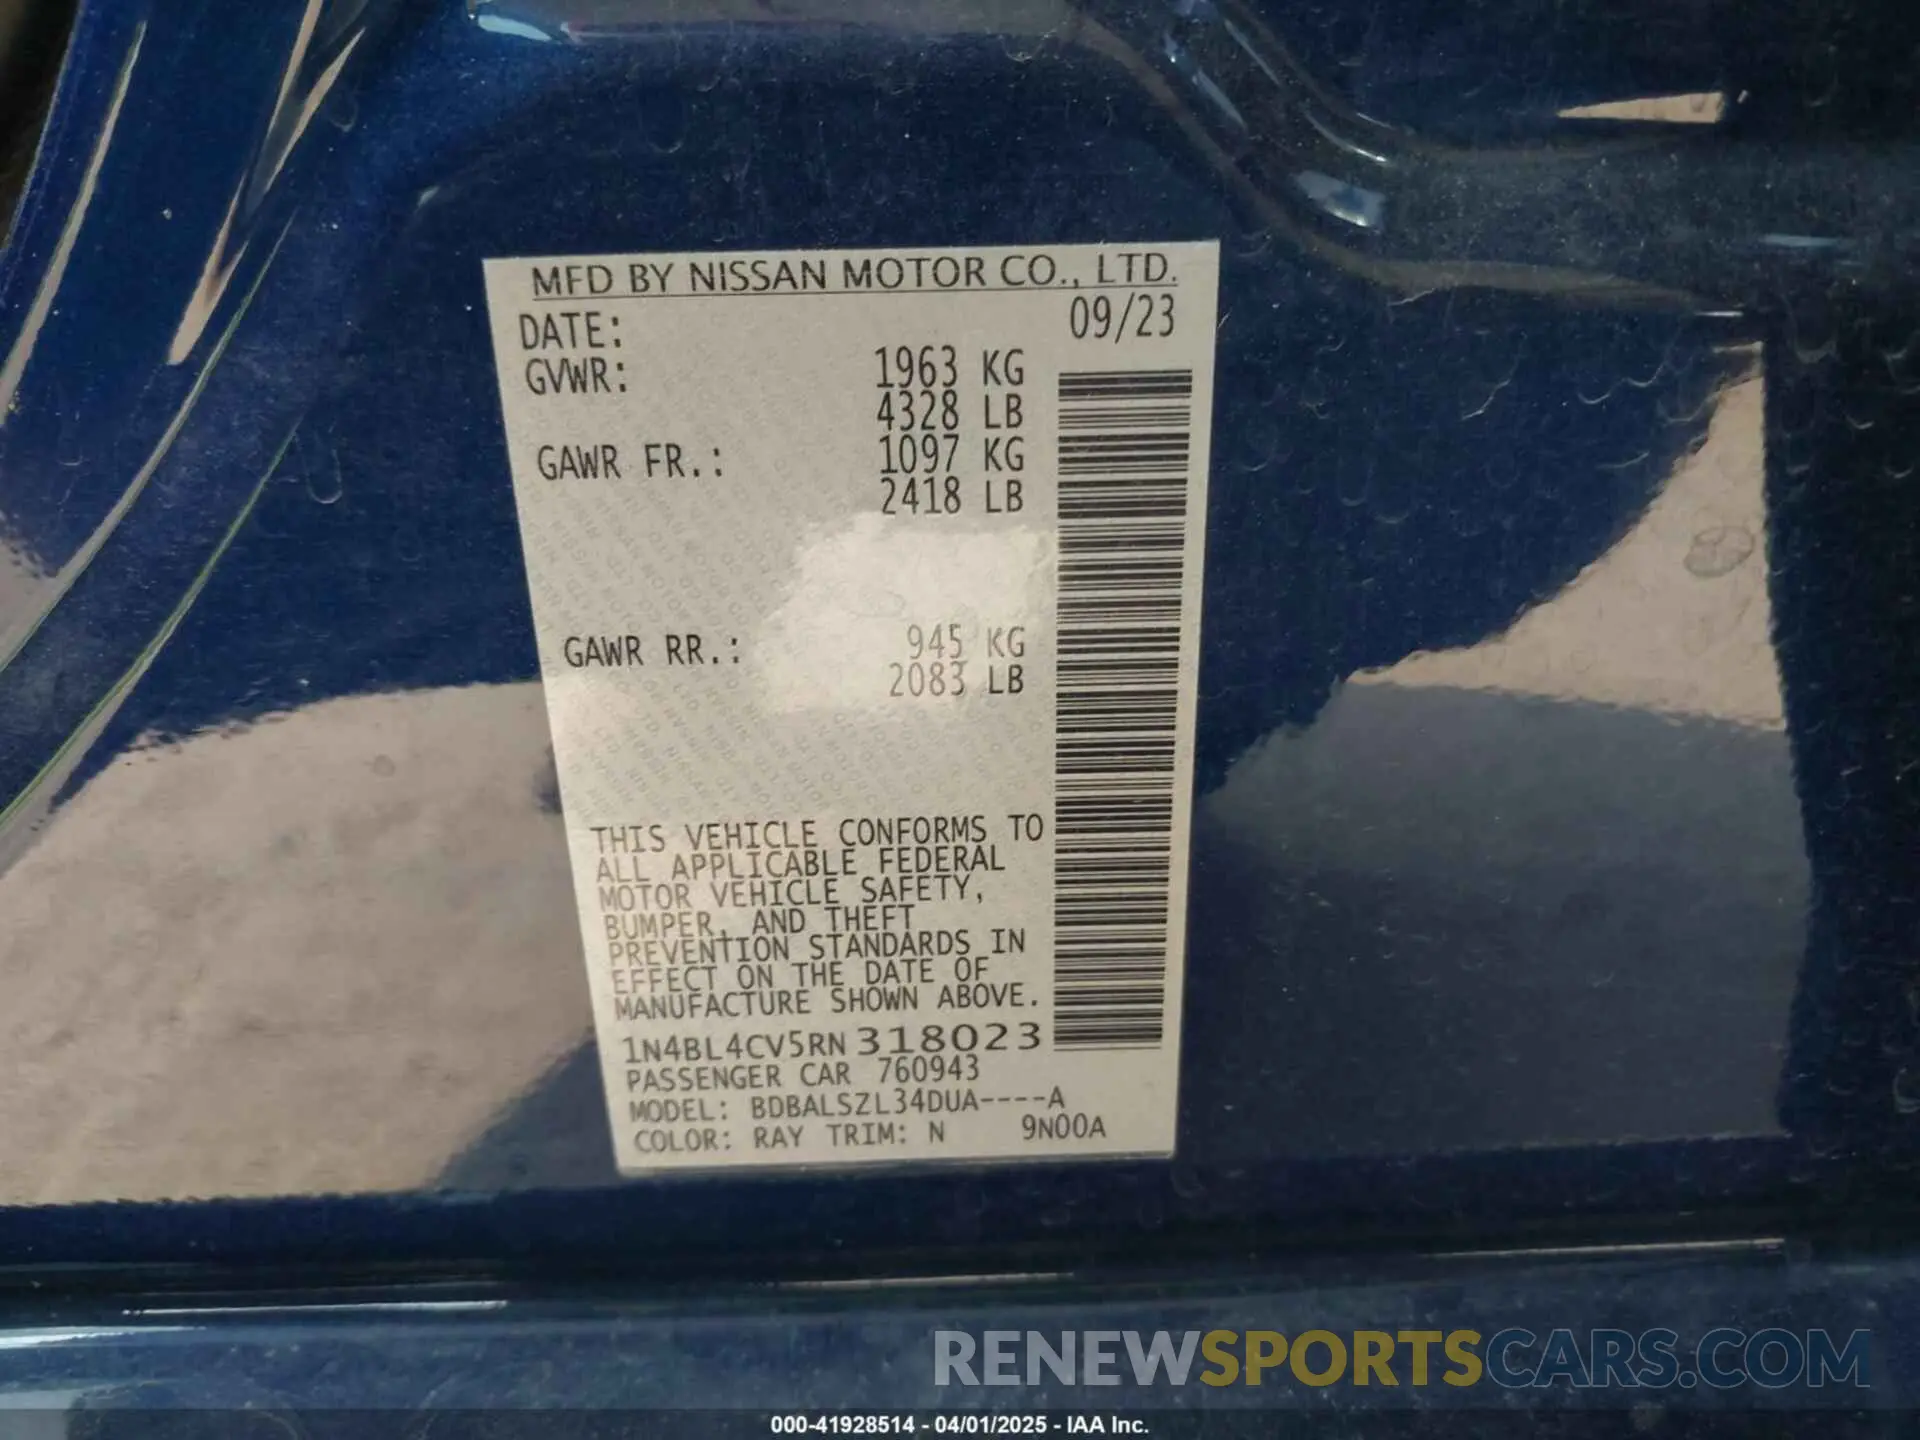 MFD BY NISSAN MOTOR CO., LTD.
DATE: 09/23
GVWR: 1963 KG
4328 LB
GAWR FR.: 1097 KG
2418 LB
GAWR RR.: 945 KG
2083 LB
THIS VEHICLE CONFORMS TO
ALL APPLICABLE FEDERAL
MOTOR VEHICLE SAFETY,
BUMPER, AND THEFT
PREVENTION STANDARDS IN
EFFECT ON THE DATE OF
MANUFACTURE SHOWN ABOVE.
1N4BL4CV5RN318023
PASSENGER CAR 760943
MODEL: BDBALSZL34DUA----A
COLOR: RAY TRIM: N 9N00A
RENEWSPORTSCARS.COM
000-41928514 - 04/01/2025 - IAA Inc.